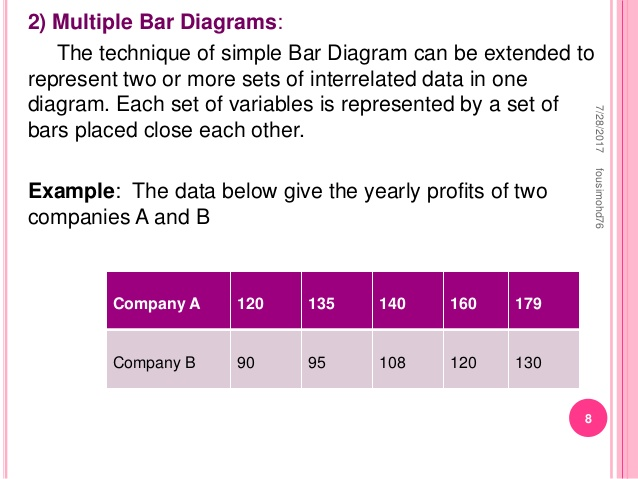 2) Multiple Bar Diagrams:
The technique of simple Bar Diagram can be extended to
represent two or more sets of interrelated data in one
diagram. Each set of variables is represented by a set of
bars placed close each other.
Example: The data below give the yearly profits of two
companies A and B
Company A 120 135 140 160 179
Company B 90 95 108 120 130
7/28/2017 fousimohd76
8